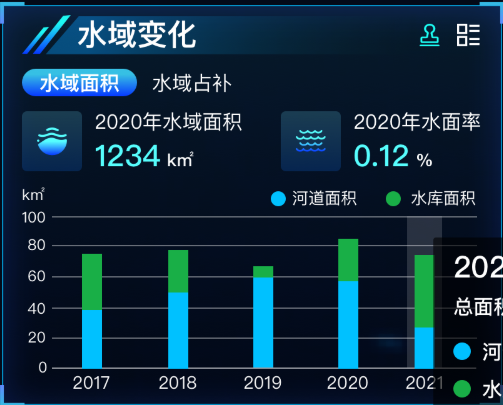 水域变化
水域面积 水域占补
2020年水域面积 2020年水面率
1234 km² 0.12 %
km² 河道面积 水库面积
100
80
60
40
20
0
2017 2018 2019 2020 2021
202
总面积
河
水